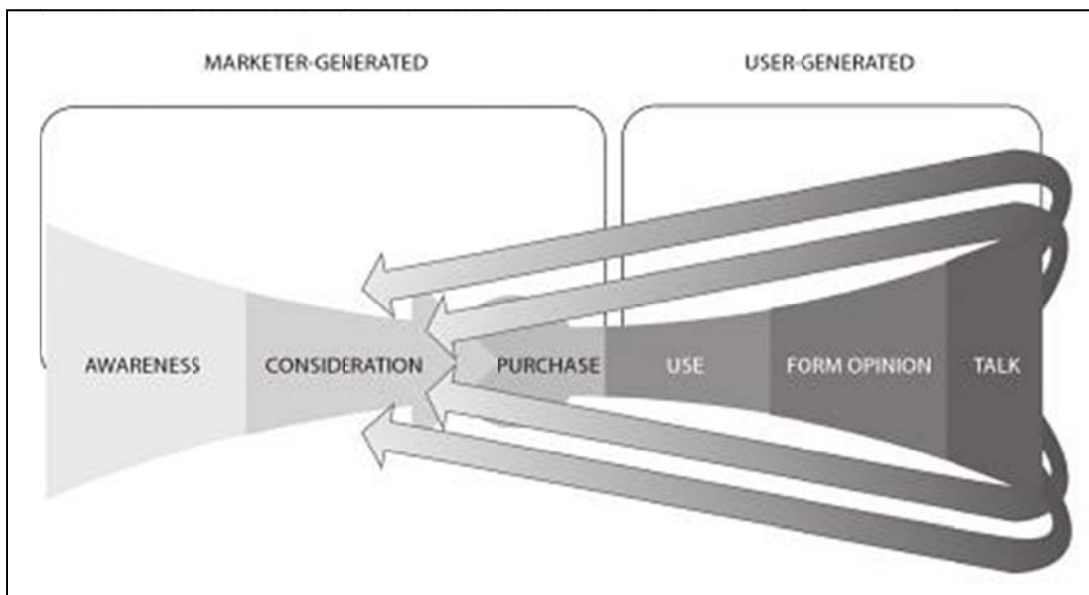 MARKETER-GENERATED
USER-GENERATED
AWARENESS
CONSIDERATION
PURCHASE
USE
FORM OPINION
TALK